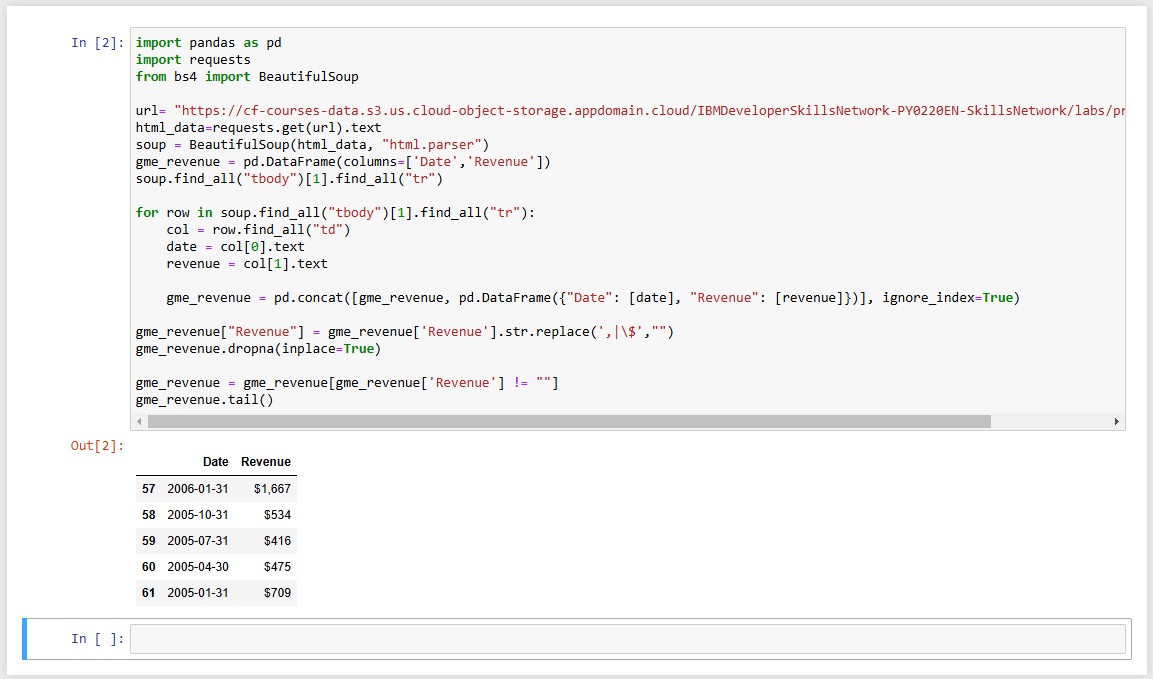 In [2]:
import pandas as pd
import requests
from bs4 import BeautifulSoup
url= "https://cf-courses-data.s3.us.cloud-object-storage.appdomain.cloud/IBMDeveloperSkillsNetwork-PY0220EN-SkillsNetwork/labs/pr
html_data=requests.get(url).text
soup = BeautifulSoup(html_data, "html.parser")
gme_revenue = pd.DataFrame(columns=['Date','Revenue'])
soup.find_all("tbody")[1].find_all("tr")
for row in soup.find_all("tbody")[1].find_all("tr"):
    col = row.find_all("td")
    date = col[0].text
    revenue = col[1].text
    gme_revenue = pd.concat([gme_revenue, pd.DataFrame({"Date": [date], "Revenue": [revenue]})], ignore_index=True)
gme_revenue["Revenue"] = gme_revenue['Revenue'].str.replace(',|\$',"")
gme_revenue.dropna(inplace=True)
gme_revenue = gme_revenue[gme_revenue['Revenue'] != ""]
gme_revenue.tail()
Out[2]:
Date Revenue
57 2006-01-31 $1,667
58 2005-10-31 $534
59 2005-07-31 $416
60 2005-04-30 $475
61 2005-01-31 $709
In [ ]: